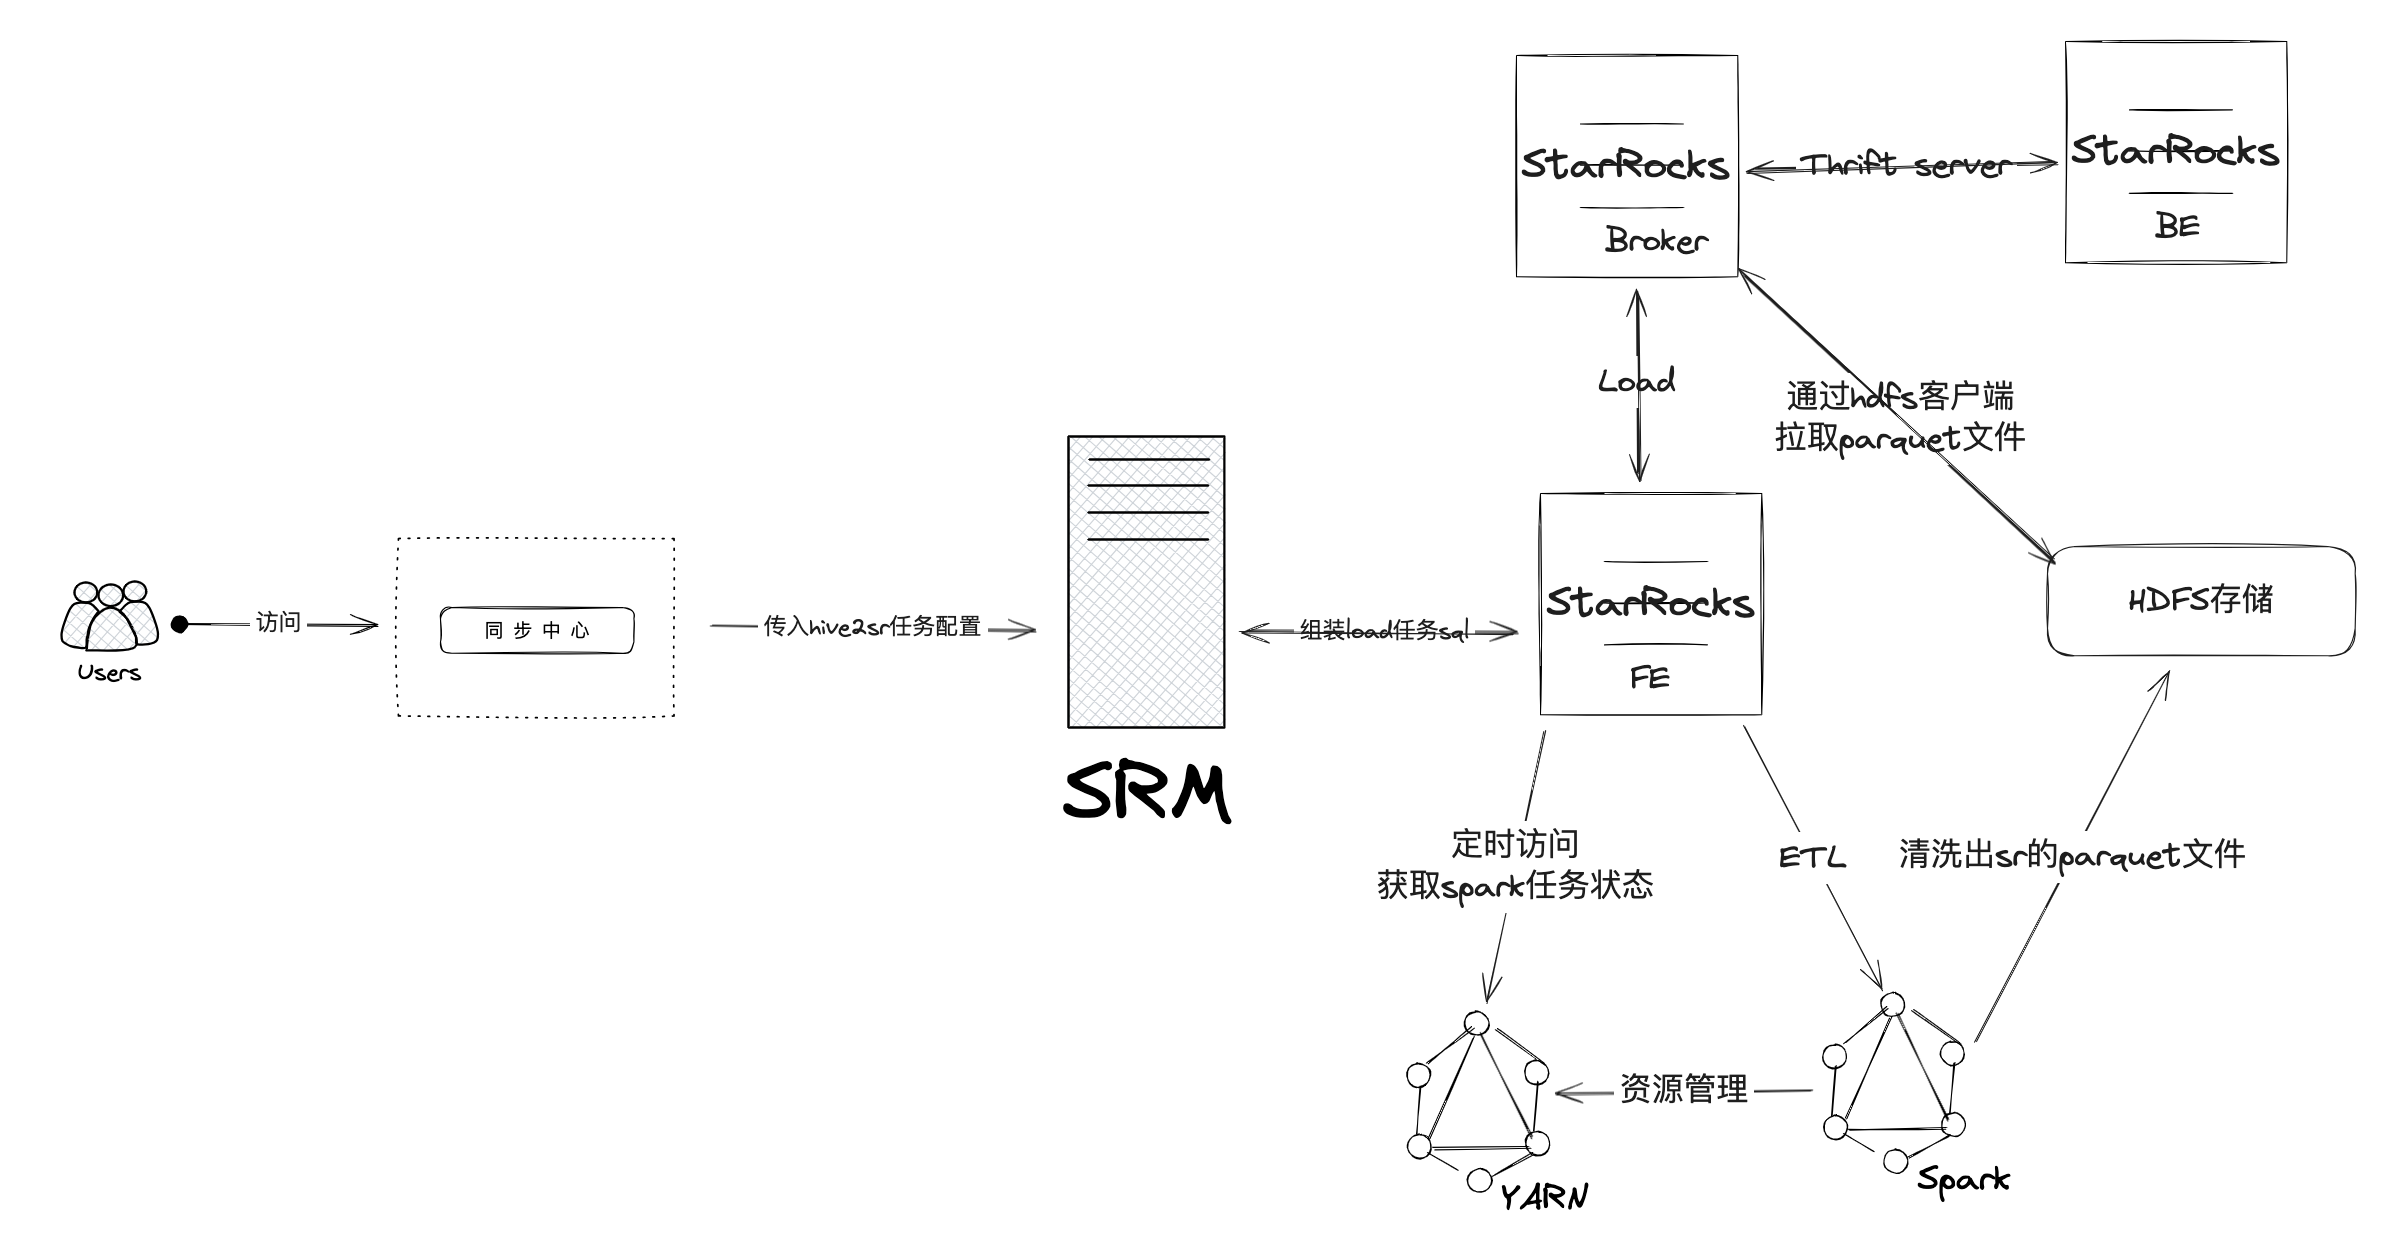 StarRocks
Broker
Thrift server
StarRocks
BE
Load
通过hdfs客户端
拉取parquet文件
Users
访问
同 步 中 心
传入hive2sr任务配置
SRM
组装load任务sql
StarRocks
FE
HDFS存储
定时访问
获取spark任务状态
ETL
清洗出sr的parquet文件
资源管理
YARN
Spark